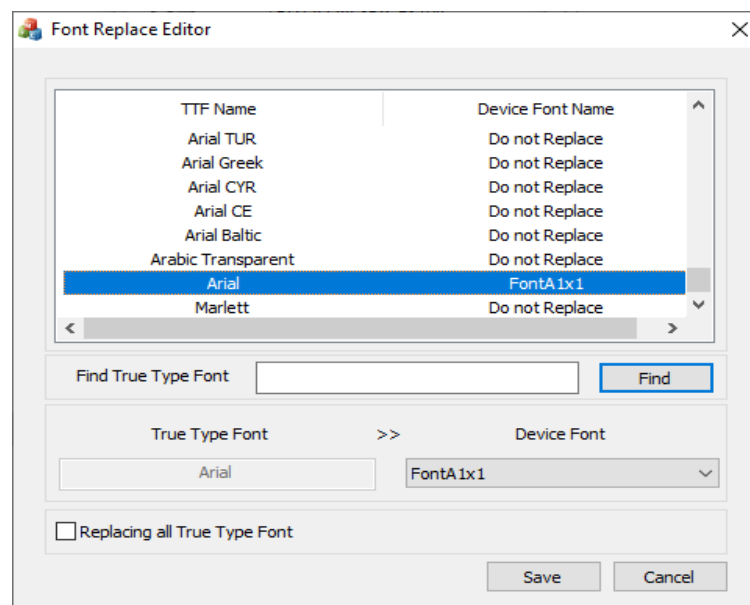 Font Replace Editor
TTF Name Device Font Name
Arial TUR Do not Replace
Arial Greek Do not Replace
Arial CYR Do not Replace
Arial CE Do not Replace
Arial Baltic Do not Replace
Arabic Transparent Do not Replace
Arial FontA1x1
Marlett Do not Replace
Find True Type Font Find
True Type Font >> Device Font
Arial FontA1x1
Replacing all True Type Font
Save Cancel